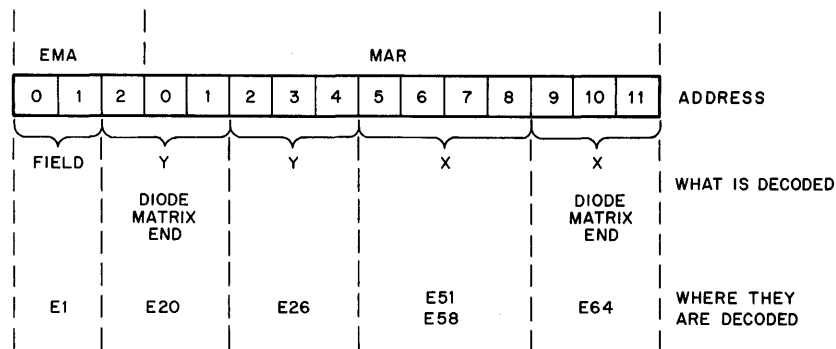 EMA MAR
0 1 2 0 1 2 3 4 5 6 7 8 9 10 11 ADDRESS
FIELD Y Y X X
WHAT IS DECODED
DIODE DIODE
MATRIX MATRIX
END END
E51
E1 E20 E26 E64 WHERE THEY
E58 ARE DECODED